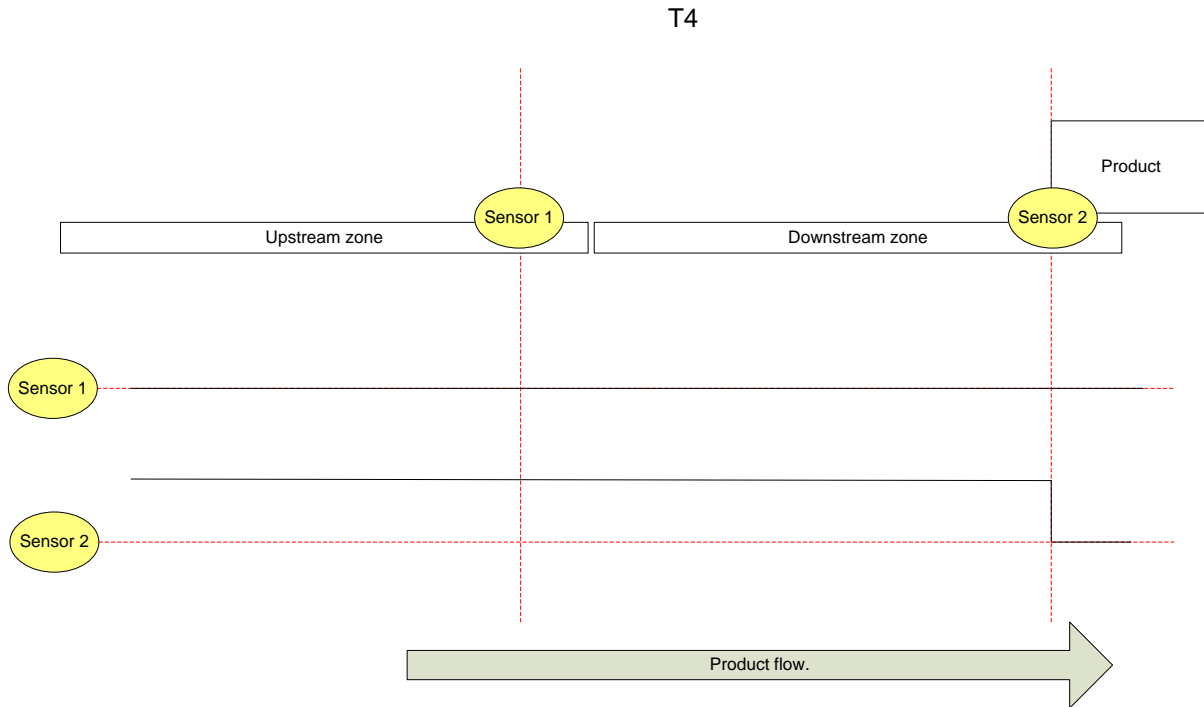 T4
Product
Sensor 1
Sensor 2
Upstream zone
Downstream zone
Sensor 1
Sensor 2
Product flow.